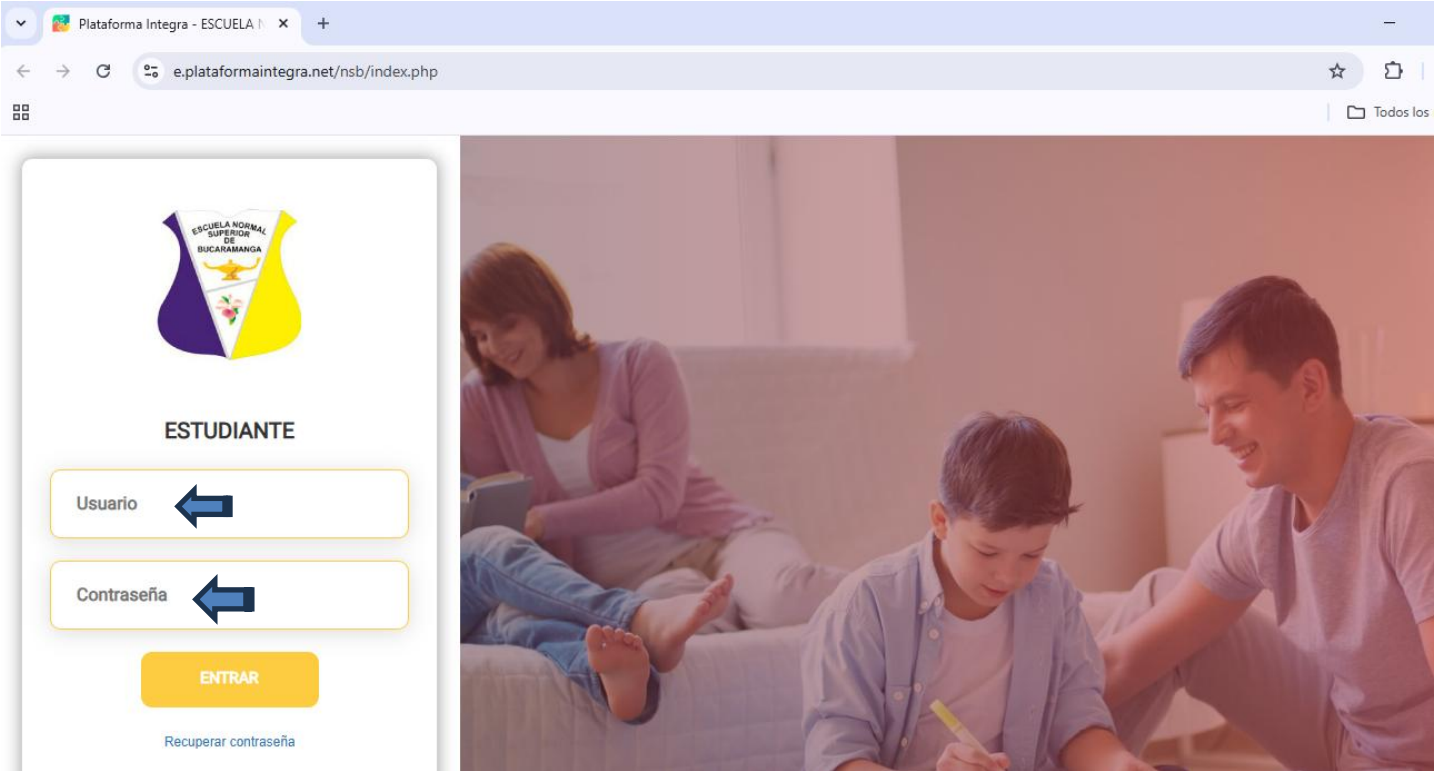 Plataforma Integra - ESCUELA N
e.plataformaintegra.net/nsb/index.php
Todos los
ESCUELA NORMAL
SUPERIOR
DE
BUCARAMANGA
ESTUDIANTE
Usuario
Contraseña
ENTRAR
Recuperar contraseña